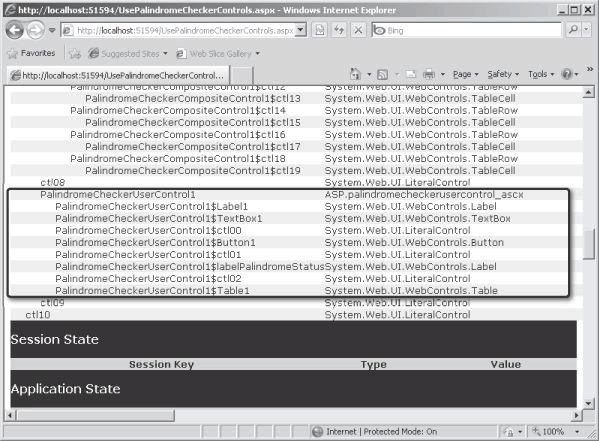 http://localhost:51594/UsePalindromeCheckerControls.aspx - Windows Internet Explorer
http://localhost:51594/UsePalindromeCheckerControls.aspx
Bing
Favorites Suggested Sites Web Slice Gallery
http://localhost:51594/UsePalindromeCheckerControl...
Page Safety Tools
PalindromeCheckerCompositeControl1$ctl12 System.Web.UI.WebControls.TableRow
PalindromeCheckerCompositeControl1$ctl13 System.Web.UI.WebControls.TableCell
PalindromeCheckerCompositeControl1$ctl14 System.Web.UI.WebControls.TableRow
PalindromeCheckerCompositeControl1$ctl15 System.Web.UI.WebControls.TableCell
PalindromeCheckerCompositeControl1$ctl16 System.Web.UI.WebControls.TableRow
PalindromeCheckerCompositeControl1$ctl17 System.Web.UI.WebControls.TableCell
PalindromeCheckerCompositeControl1$ctl18 System.Web.UI.WebControls.TableRow
PalindromeCheckerCompositeControl1$ctl19 System.Web.UI.WebControls.TableCell
ctl08 System.Web.UI.LiteralControl
PalindromeCheckerUserControl1 ASP.palindromecheckerusercontrol_ascx
PalindromeCheckerUserControl1$Label1 System.Web.UI.WebControls.Label
PalindromeCheckerUserControl1$TextBox1 System.Web.UI.WebControls.TextBox
PalindromeCheckerUserControl1$ctl00 System.Web.UI.LiteralControl
PalindromeCheckerUserControl1$Button1 System.Web.UI.WebControls.Button
PalindromeCheckerUserControl1$ctl01 System.Web.UI.LiteralControl
PalindromeCheckerUserControl1$labelPalindromeStatus System.Web.UI.WebControls.Label
PalindromeCheckerUserControl1$ctl02 System.Web.UI.LiteralControl
PalindromeCheckerUserControl1$Table1 System.Web.UI.WebControls.Table
ctl09 System.Web.UI.LiteralControl
ctl10 System.Web.UI.LiteralControl
Session State
Session Key Type Value
Application State
Internet | Protected Mode: On 100%